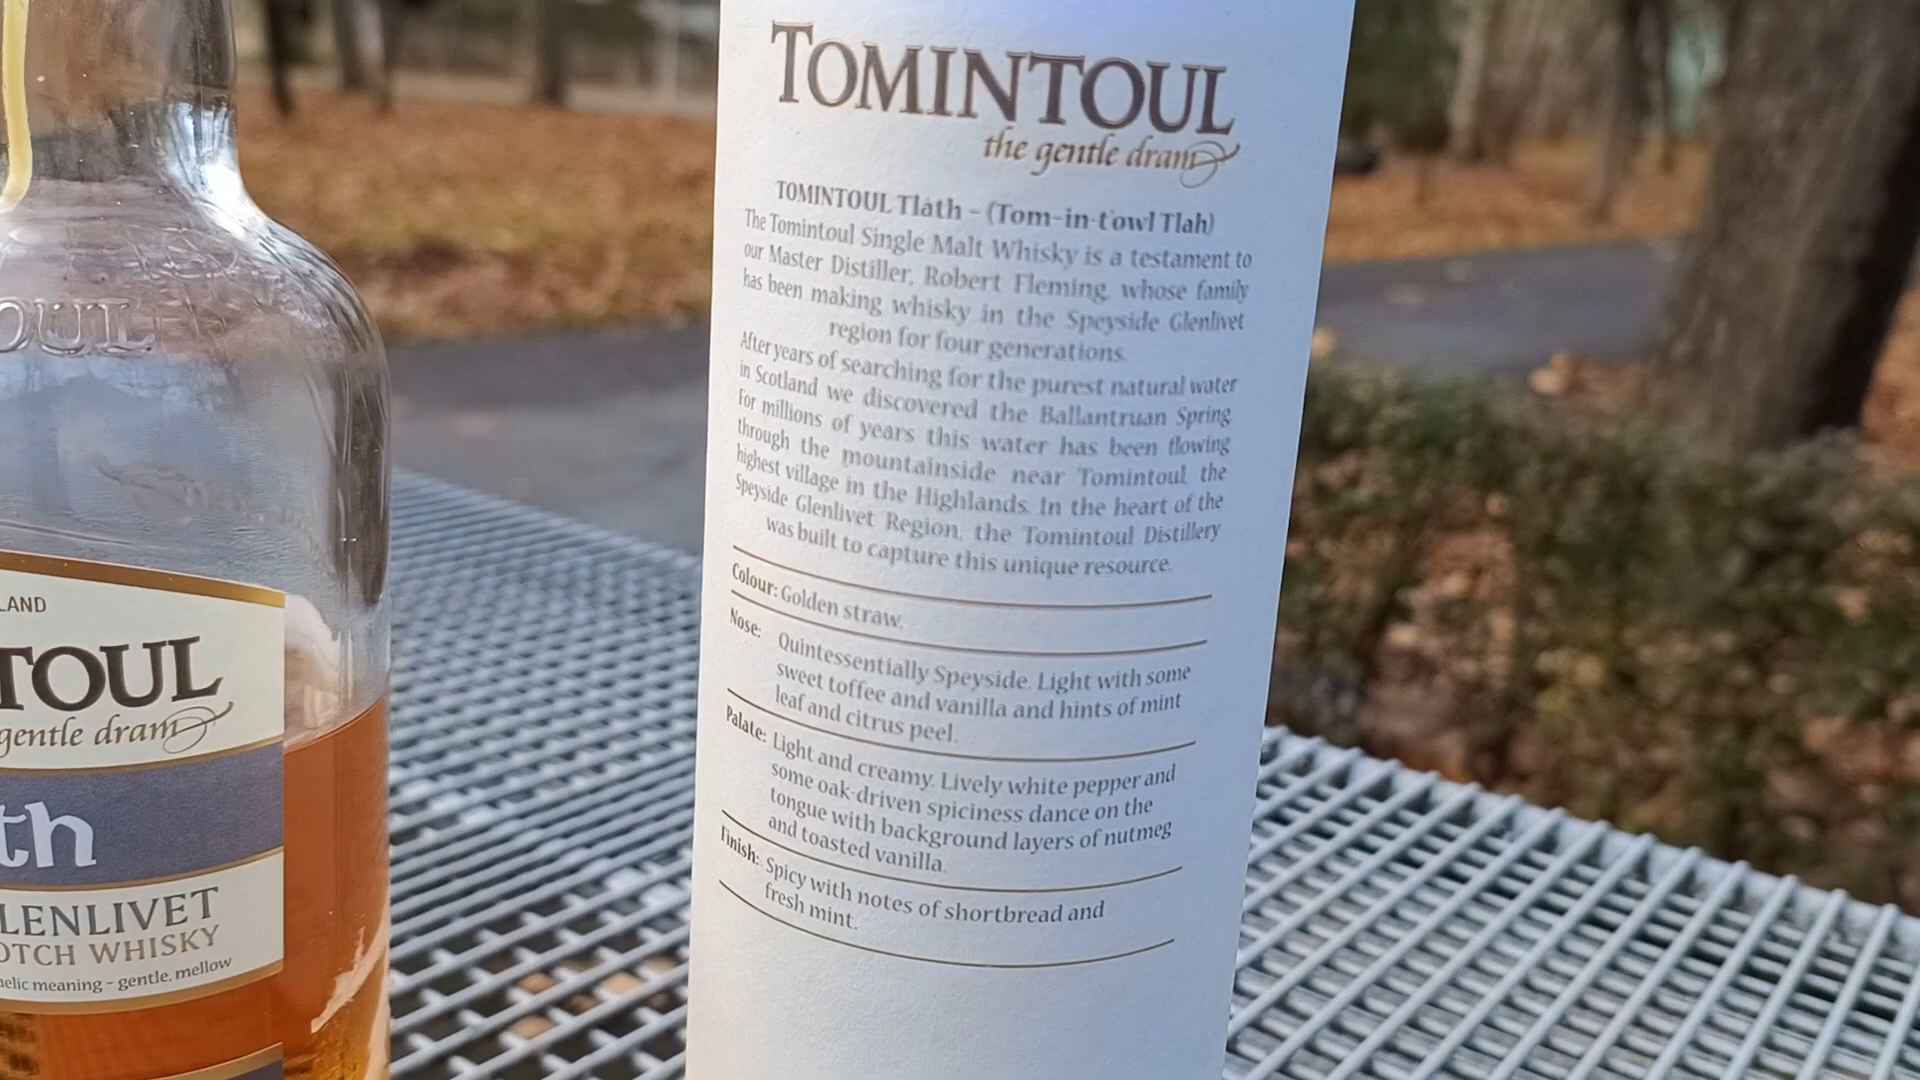 OUL
LAND
TOUL
gentle dram
th
LENLIVET
OTCH WHISKY
aelic meaning - gentle, mellow
TOMINTOUL
the gentle dram
TOMINTOUL Tlàth - (Tom-in-t'owl Tlah)
The Tomintoul Single Malt Whisky is a testament to
our Master Distiller, Robert Fleming, whose family
has been making whisky in the Speyside Glenlivet
region for four generations.
After years of searching for the purest natural water
in Scotland we discovered the Ballantruan Spring.
For millions of years this water has been flowing
through the mountainside near Tomintoul, the
highest village in the Highlands. In the heart of the
Speyside Glenlivet Region, the Tomintoul Distillery
was built to capture this unique resource.
Colour: Golden straw.
Nose: Quintessentially Speyside. Light with some
sweet toffee and vanilla and hints of mint
leaf and citrus peel.
Palate: Light and creamy. Lively white pepper and
some oak-driven spiciness dance on the
tongue with background layers of nutmeg
and toasted vanilla.
Finish: Spicy with notes of shortbread and
fresh mint.